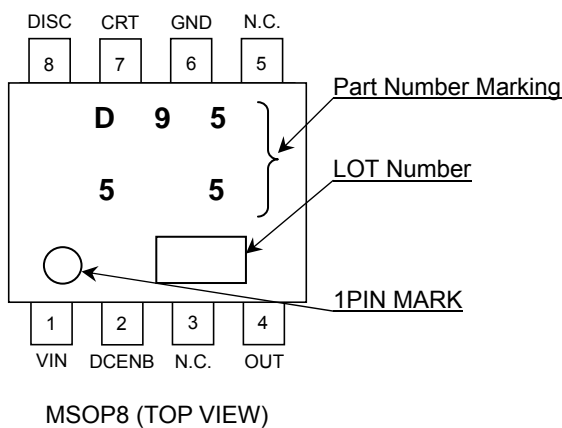 DISC CRT GND N.C.
8 7 6 5
D 9 5
Part Number Marking
5 5
LOT Number
1PIN MARK
1 2 3 4
VIN DCENB N.C. OUT
MSOP8 (TOP VIEW)